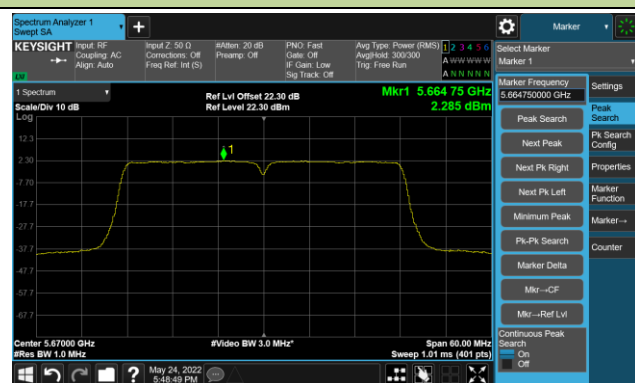 Spectrum Analyzer 1
Swept SA
+
Marker
KEYSIGHT
Input: RF
Coupling: AC
Align: Auto
Input Z: 50 Ω
Corrections: Off
Freq Ref: Int (S)
#Atten: 20 dB
Preamp: Off
PNO: Fast
Gate: Off
IF Gain: Low
Sig Track: Off
Avg Type: Power (RMS)
Avg|Hold: 300/300
Trig: Free Run
1 2 3 4 5 6
A W W W W W
A N N N N N
LW
Select Marker
Marker 1
1 Spectrum
Scale/Div 10 dB
Log
Ref Lvl Offset 22.30 dB
Ref Level 22.30 dBm
Mkr1 5.664 75 GHz
2.285 dBm
12.3
2.30
-7.70
-17.7
-27.7
-37.7
-47.7
-57.7
-67.7
1
Center 5.67000 GHz
#Res BW 1.0 MHz
#Video BW 3.0 MHz*
Span 60.00 MHz
Sweep 1.01 ms (401 pts)
Marker Frequency
5.664750000 GHz
Peak Search
Next Peak
Next Pk Right
Next Pk Left
Minimum Peak
Pk-Pk Search
Marker Delta
Mkr→CF
Mkr→Ref Lvl
Continuous Peak
Search
On
Off
Settings
Peak
Search
Pk Search
Config
Properties
Marker
Function
Marker→
Counter
?
May 24, 2022
5:48:49 PM